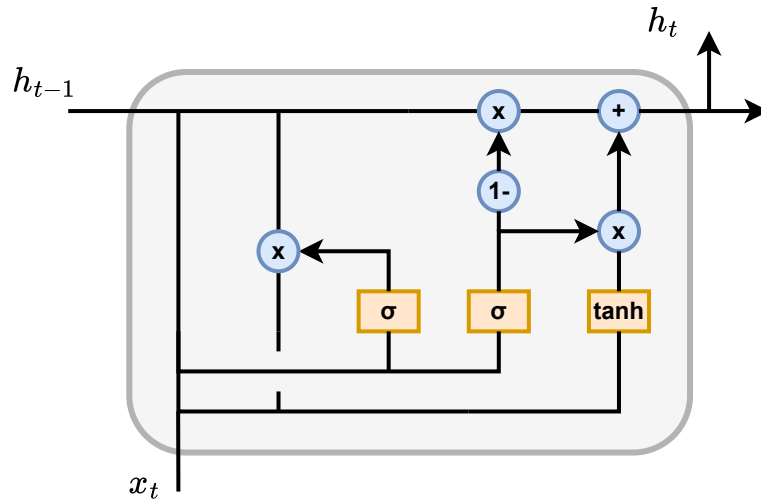 h_t
h_{t-1}
x
+
1-
x
x
σ
σ
tanh
x_t